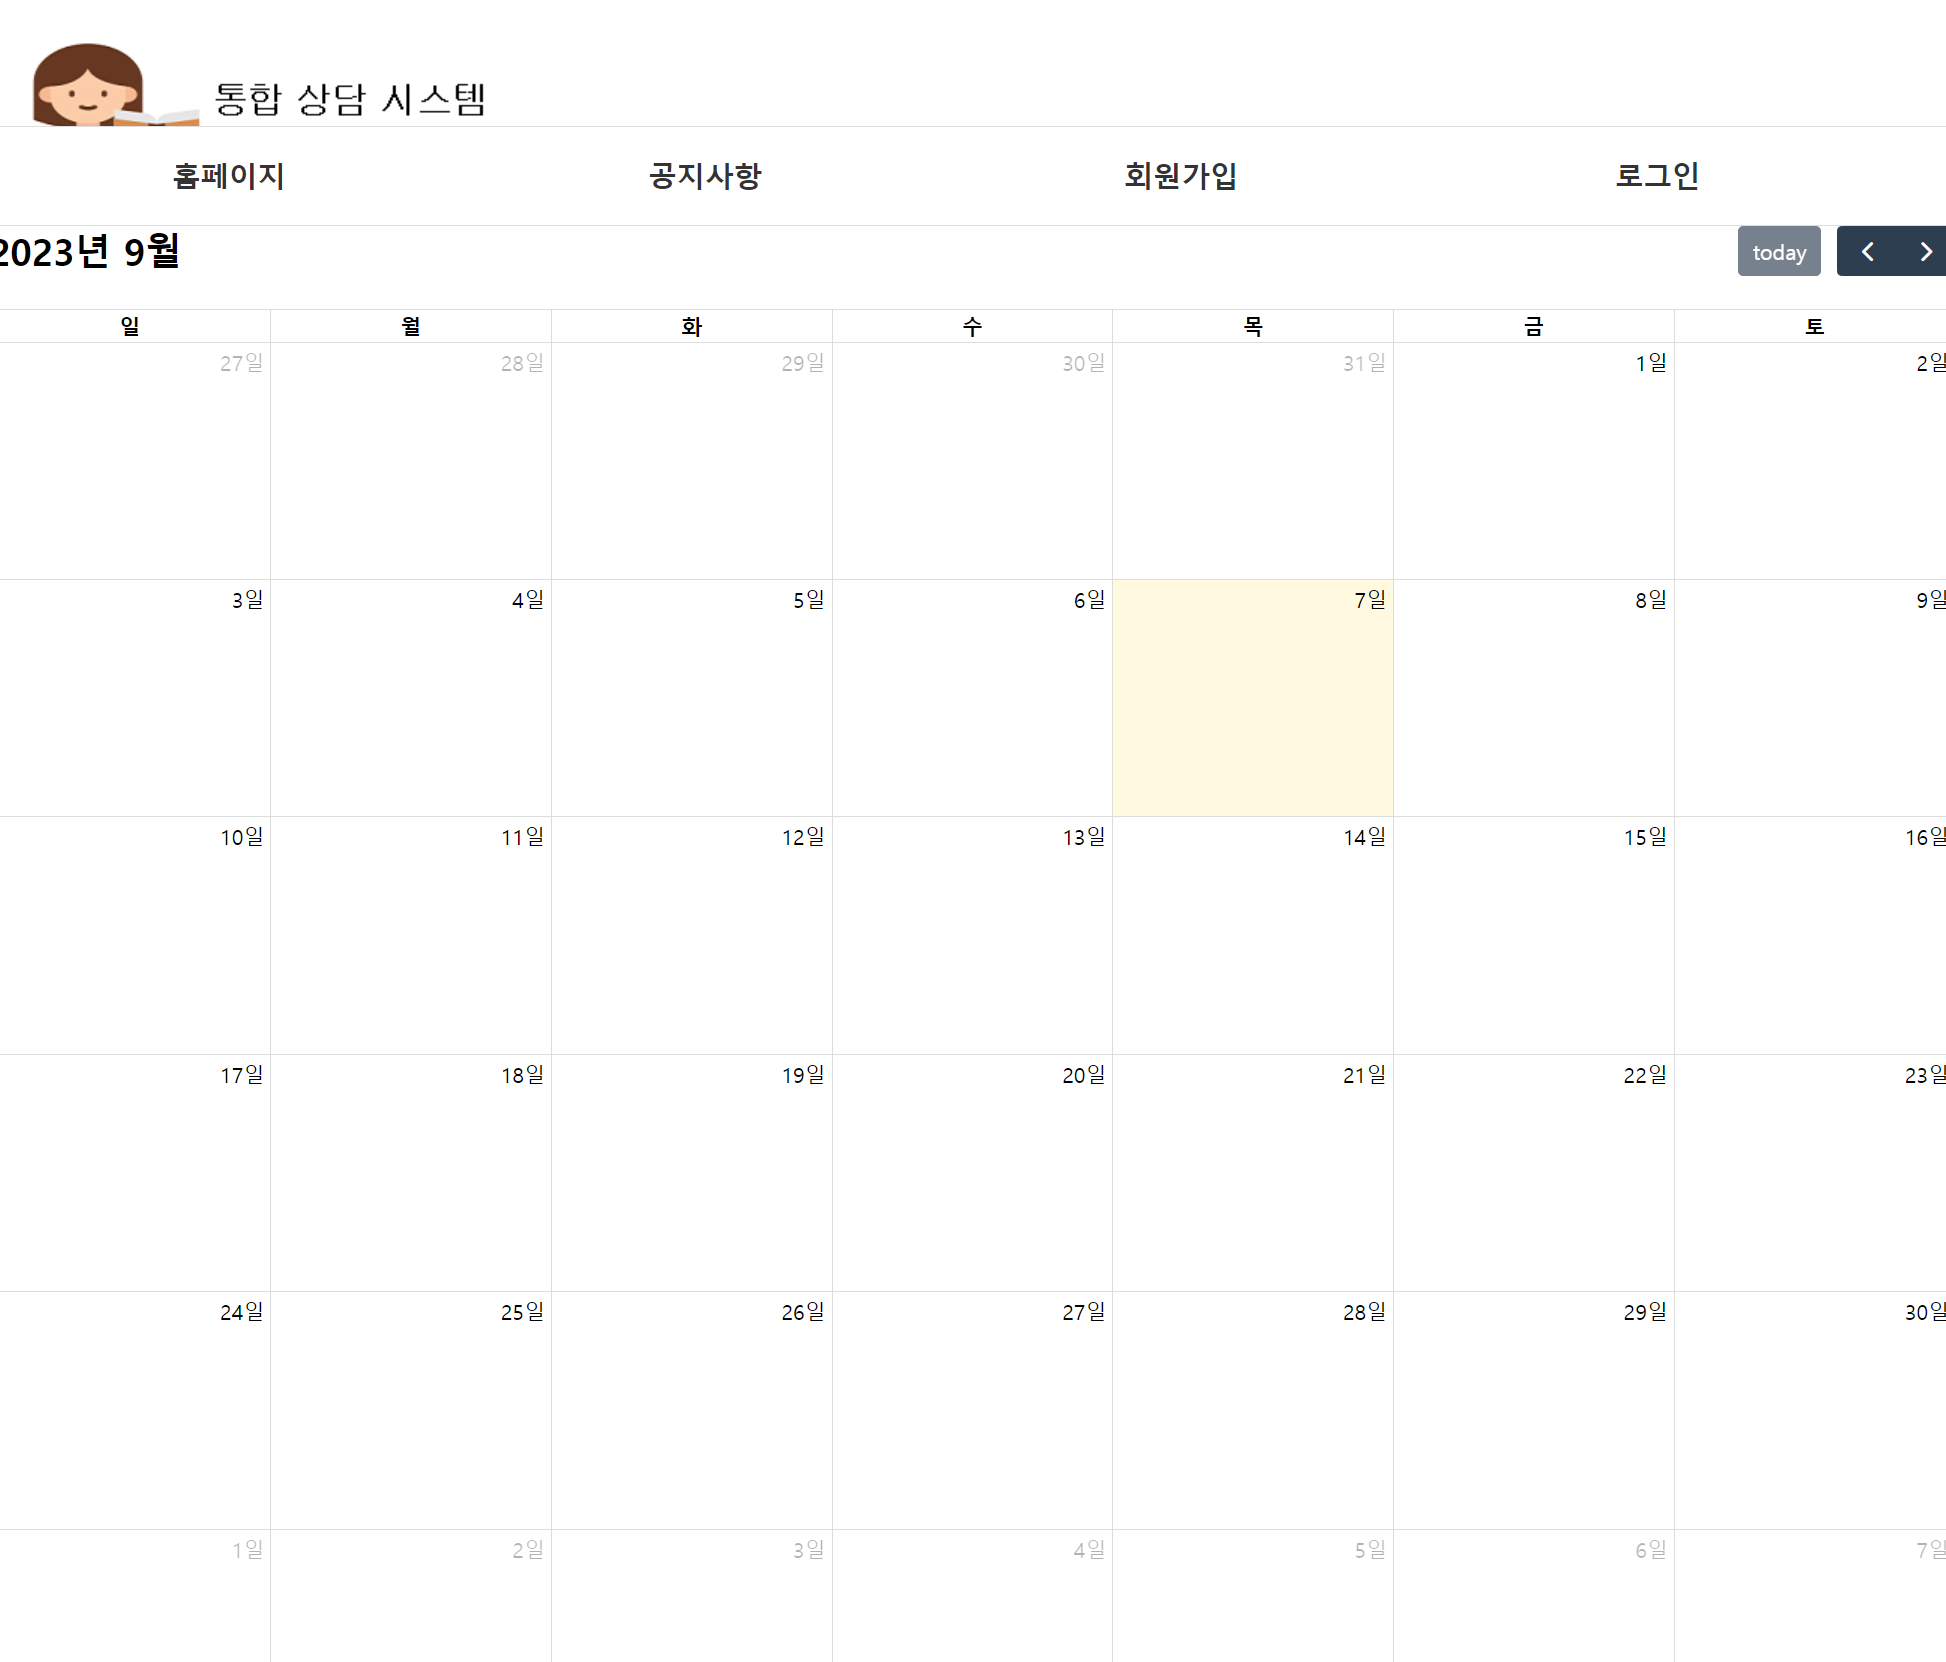 통합 상담 시스템
홈페이지 공지사항 회원가입 로그인
2023년 9월 today
일 월 화 수 목 금 토
27일 28일 29일 30일 31일 1일 2일
3일 4일 5일 6일 7일 8일 9일
10일 11일 12일 13일 14일 15일 16일
17일 18일 19일 20일 21일 22일 23일
24일 25일 26일 27일 28일 29일 30일
1일 2일 3일 4일 5일 6일 7일